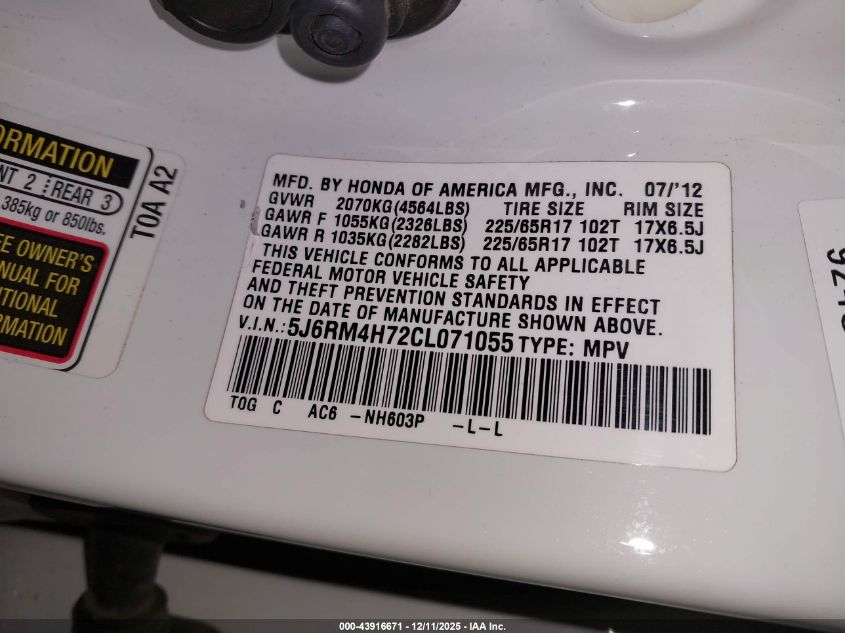 ORMATION
NT 2 REAR 3
385kg or 850lbs.
EE OWNER'S
NUAL FOR
ITIONAL
ORMATION
T0A A2
MFD. BY HONDA OF AMERICA MFG., INC. 07/'12
GVWR 2070KG(4564LBS) TIRE SIZE RIM SIZE
GAWR F 1055KG(2326LBS) 225/65R17 102T 17X6.5J
GAWR R 1035KG(2282LBS) 225/65R17 102T 17X6.5J
THIS VEHICLE CONFORMS TO ALL APPLICABLE
FEDERAL MOTOR VEHICLE SAFETY
AND THEFT PREVENTION STANDARDS IN EFFECT
ON THE DATE OF MANUFACTURE SHOWN ABOVE.
V.I.N.: 5J6RM4H72CL071055 TYPE: MPV
T0G C AC6 -NH603P -L-L
000-43916671 - 12/11/2025 - IAA Inc.